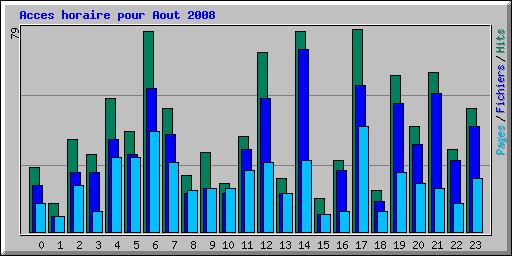 Acces horaire pour Aout 2008
79
Pages / Fichiers / Hits
0 1 2 3 4 5 6 7 8 9 10 11 12 13 14 15 16 17 18 19 20 21 22 23